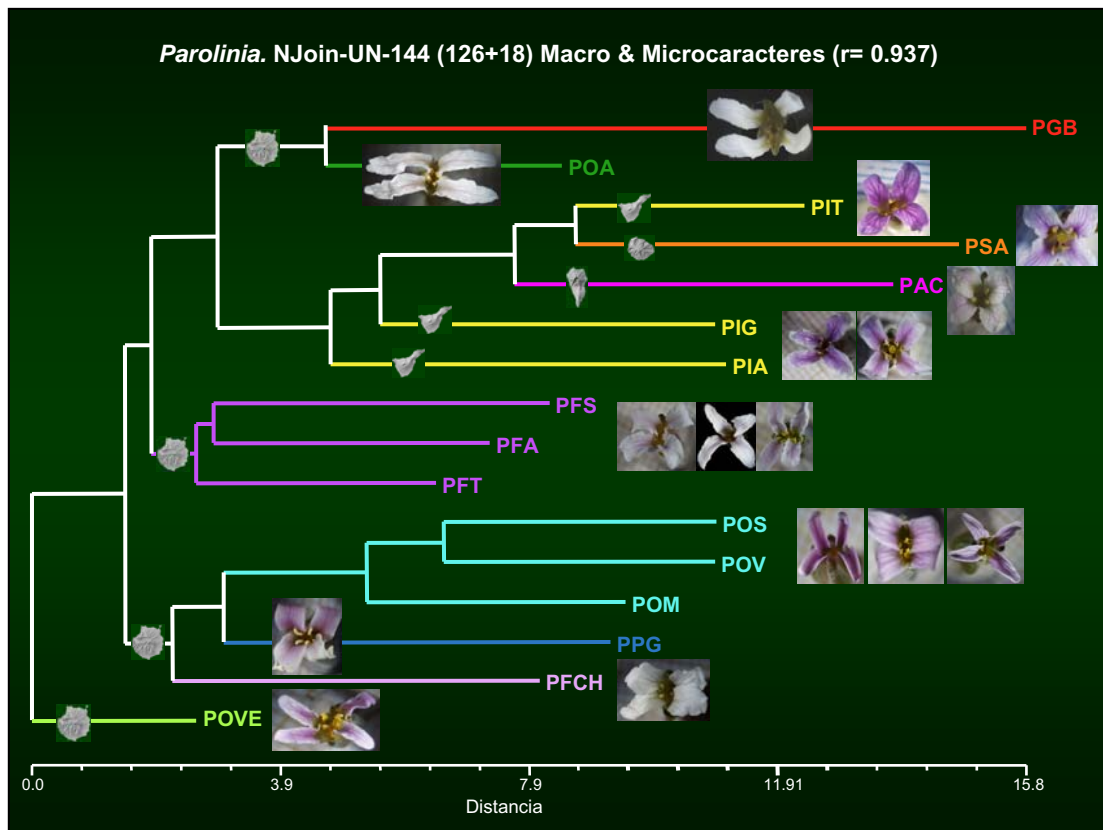 Parolinia. NJoin-UN-144 (126+18) Macro & Microcaracteres (r= 0.937)
PGB
POA
PIT
PSA
PAC
PIG
PIA
PFS
PFA
PFT
POS
POV
POM
PPG
PFCH
POVE
0.0 3.9 7.9 11.91 15.8
Distancia